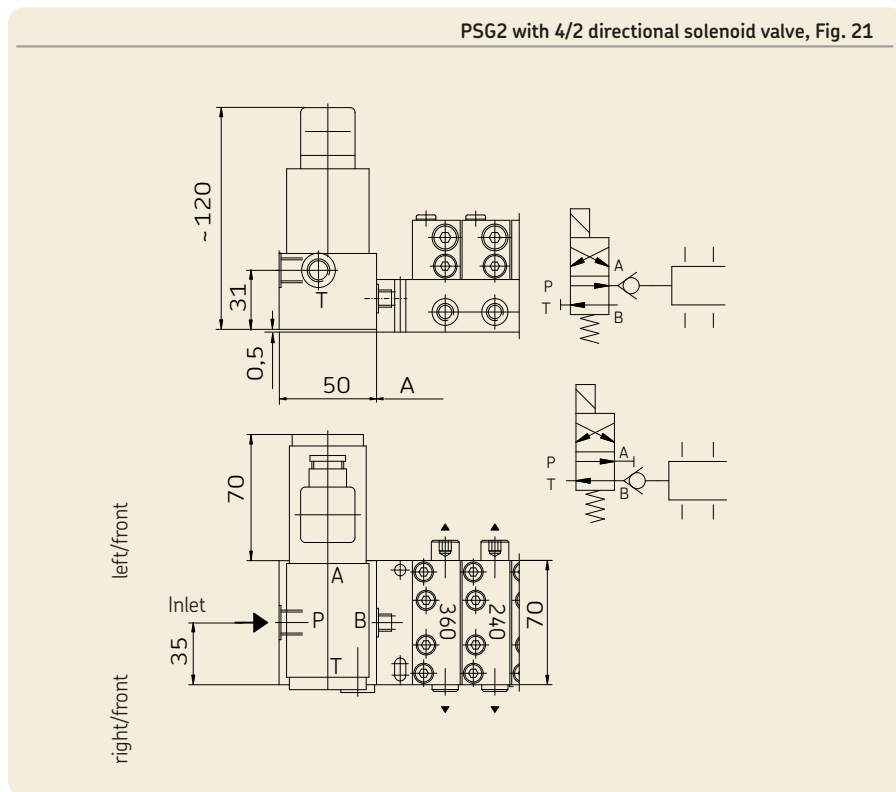 PSG2 with 4/2 directional solenoid valve, Fig. 21
~120
31
0,5
T
50
A
A
P
T
B
A
P
T
B
70
left/front
Inlet
35
right/front
A
P
B
T
360
240
70